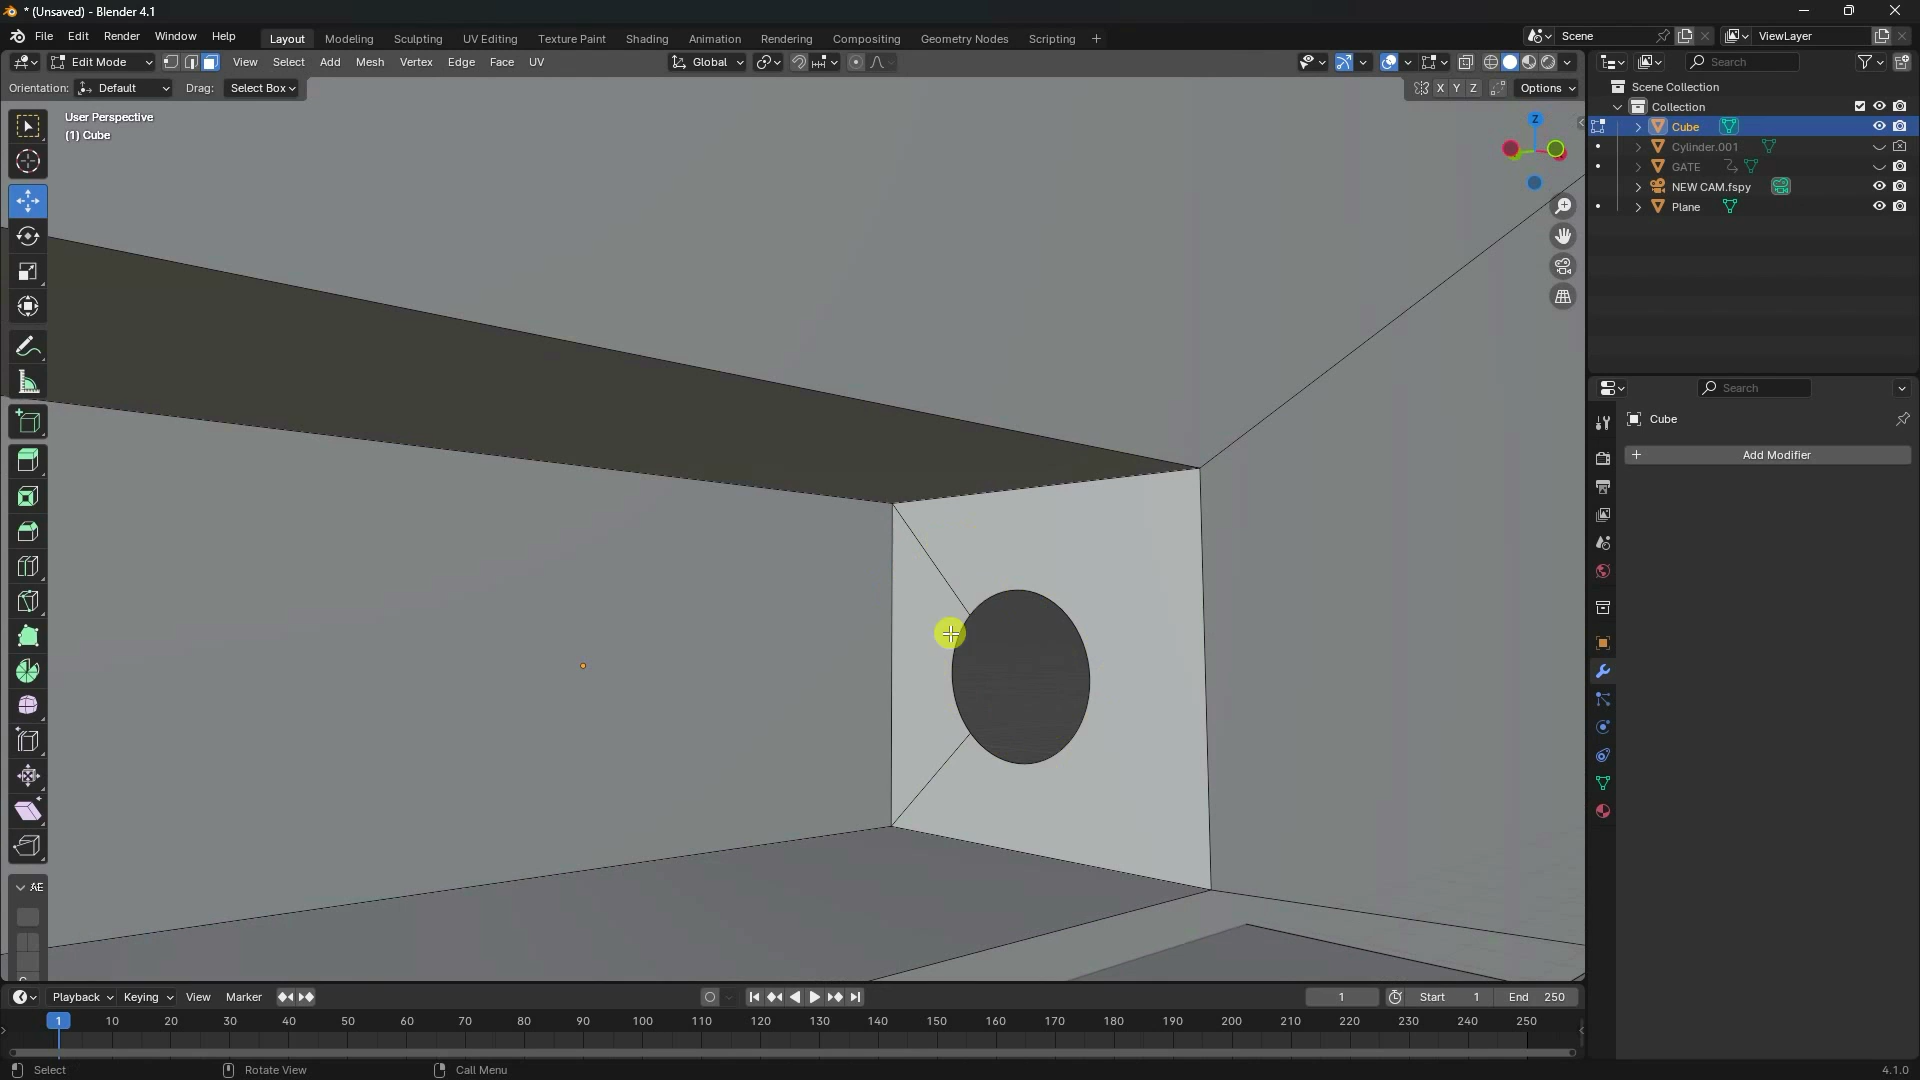 * (Unsaved) - Blender 4.1
File Edit Render Window Help Layout Modeling Sculpting UV Editing Texture Paint Shading Animation Rendering Compositing Geometry Nodes Scripting + Scene ViewLayer
Edit Mode View Select Add Mesh Vertex Edge Face UV Global Search
Orientation: Default Drag: Select Box X Y Z Options Scene Collection
Collection
User Perspective
(1) Cube
Z
Cube
Cylinder.001
GATE
NEW CAM.fspy
Plane
Search
Cube
+ Add Modifier
AE
Playback Keying View Marker 1 Start 1 End 250
1 10 20 30 40 50 60 70 80 90 100 110 120 130 140 150 160 170 180 190 200 210 220 230 240 250
Select Rotate View Call Menu 4.1.0